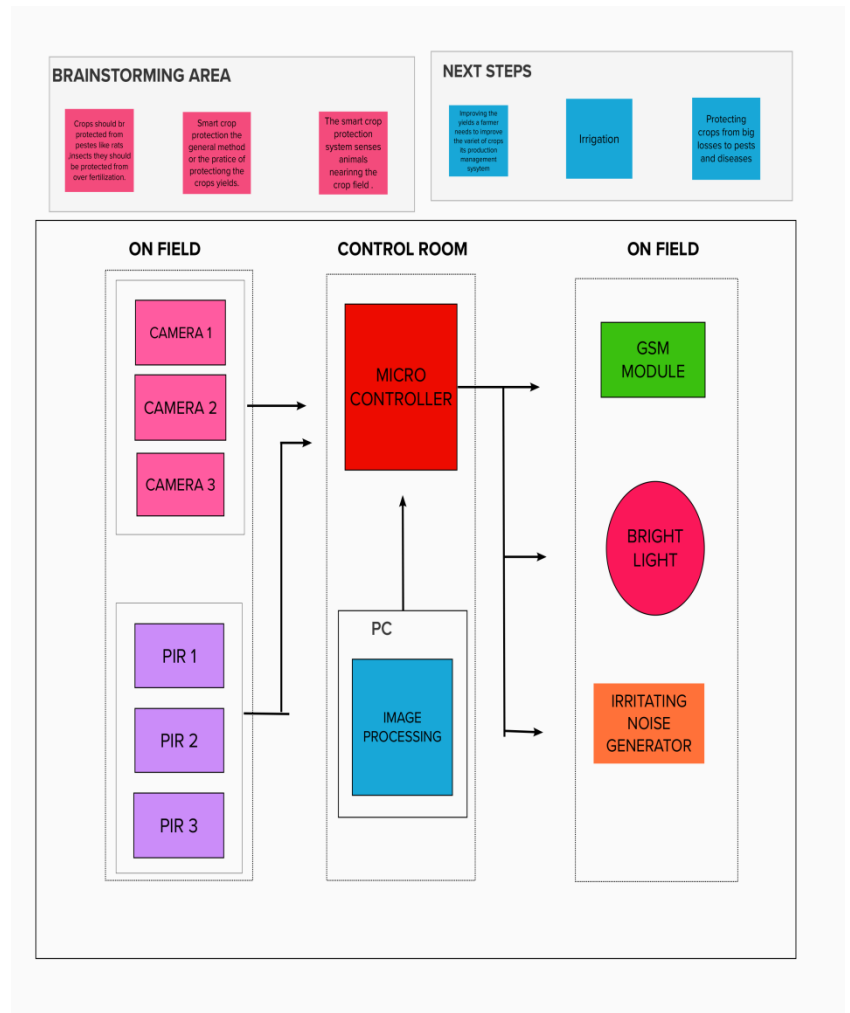 BRAINSTORMING AREA
Crops should br
protected from
pestes like rats
,insects they should
be protected from
over fertilization.
Smart crop
protection the
general method
or the pratice of
protectiong the
crops yields.
The smart crop
protection
system senses
animals
nearinng the
crop field .
NEXT STEPS
Improving the
yields a farmer
needs to improve
the variet of crops
its production
management
sysytem
Irrigation
Protecting
crops from big
losses to pests
and diseases
ON FIELD
CAMERA 1
CAMERA 2
CAMERA 3
PIR 1
PIR 2
PIR 3
CONTROL ROOM
MICRO
CONTROLLER
PC
IMAGE
PROCESSING
ON FIELD
GSM
MODULE
BRIGHT
LIGHT
IRRITATING
NOISE
GENERATOR